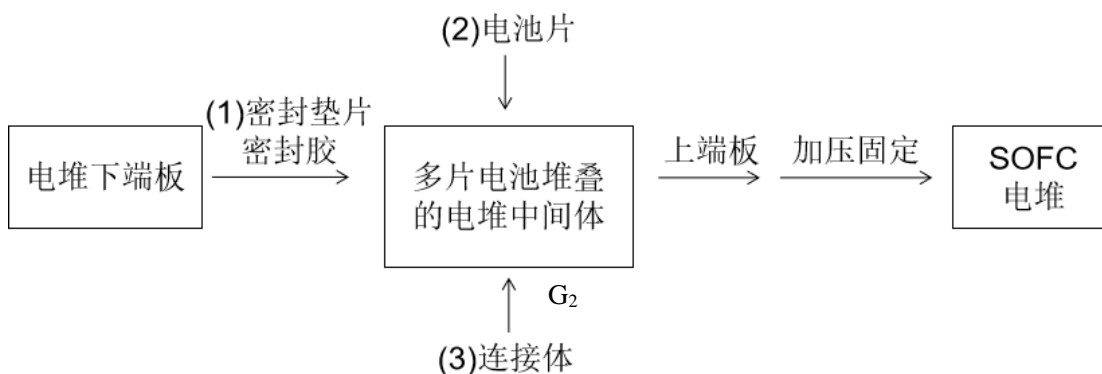 (2)电池片
(1)密封垫片
密封胶
电堆下端板
多片电池堆叠
的电堆中间体
上端板
加压固定
SOFC
电堆
G₂
(3)连接体